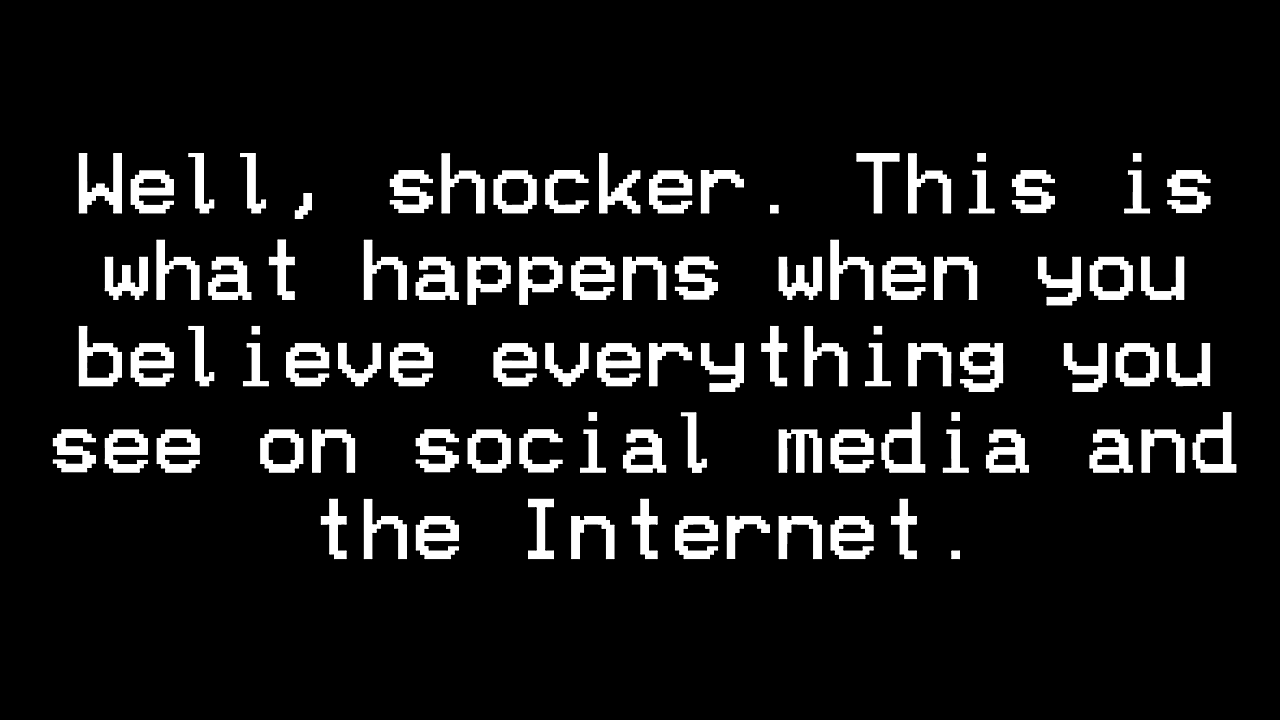 Well, shocker. This is
what happens when you
believe everything you
see on social media and
the Internet.